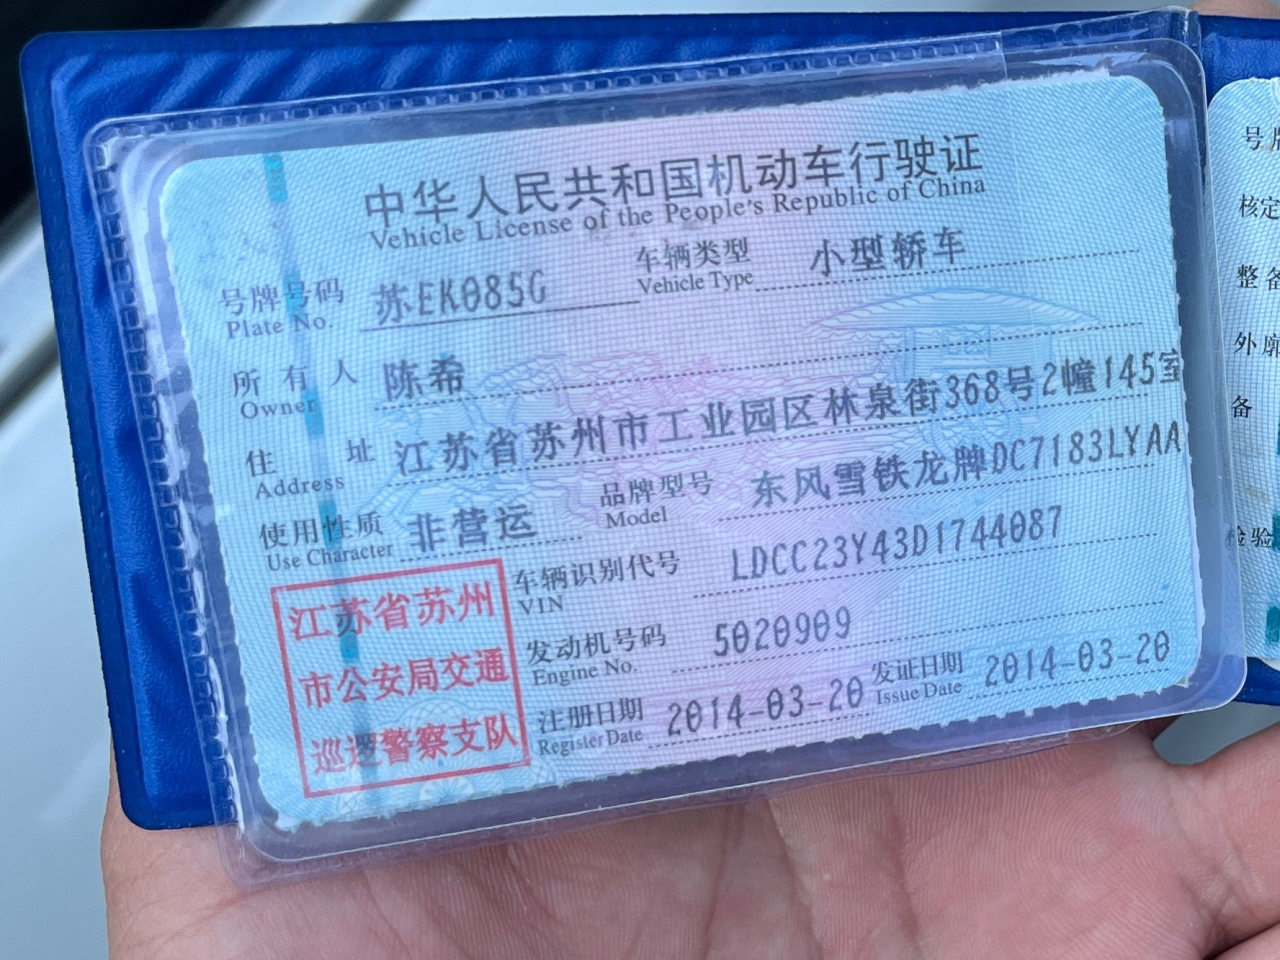 中华人民共和国机动车行驶证
Vehicle License of the People's Republic of China
号牌号码 苏EK085G 车辆类型 小型轿车
Plate No. Vehicle Type
所有人 陈希
Owner
住址 江苏省苏州市工业园区林泉街368号2幢145室
Address
使用性质 非营运 品牌型号 东风雪铁龙牌DC7183LYAA
Use Character Model
车辆识别代号 LDCC23Y43D1744087
VIN
发动机号码 5020909
Engine No.
注册日期 2014-03-20 发证日期 2014-03-20
Register Date Issue Date
江苏省苏州
市公安局交通
巡逻警察支队
号牌
核定
整备
外廓
备
检验